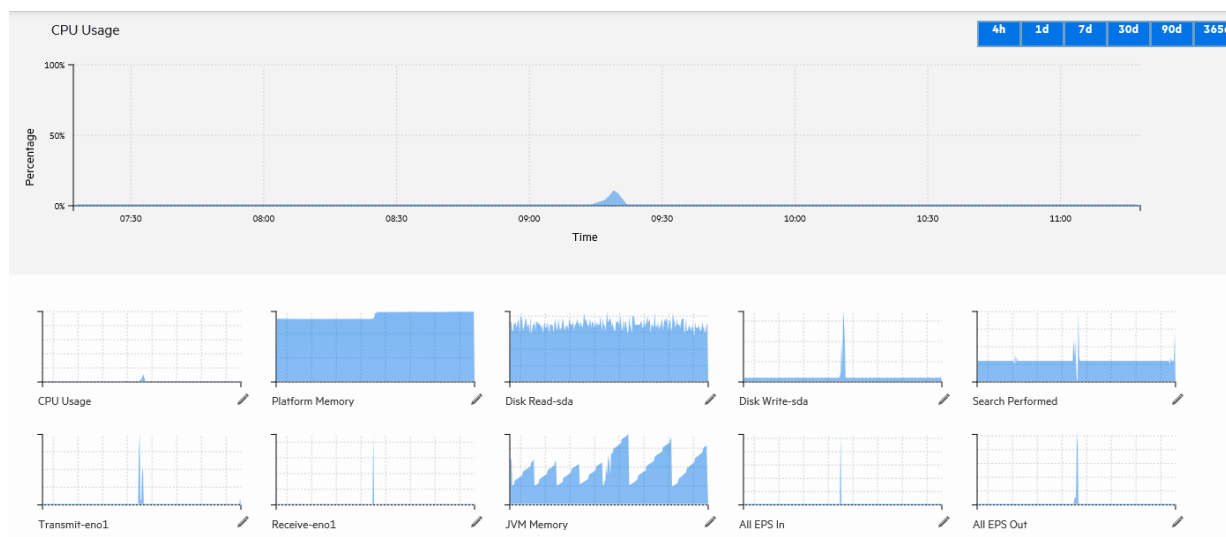 CPU Usage
4h 1d 7d 30d 90d 365d
100%
50%
0%
Percentage
07:30 08:00 08:30 09:00 09:30 10:00 10:30 11:00
Time
CPU Usage Platform Memory Disk Read-sda Disk Write-sda Search Performed
Transmit-eno1 Receive-eno1 JVM Memory All EPS In All EPS Out